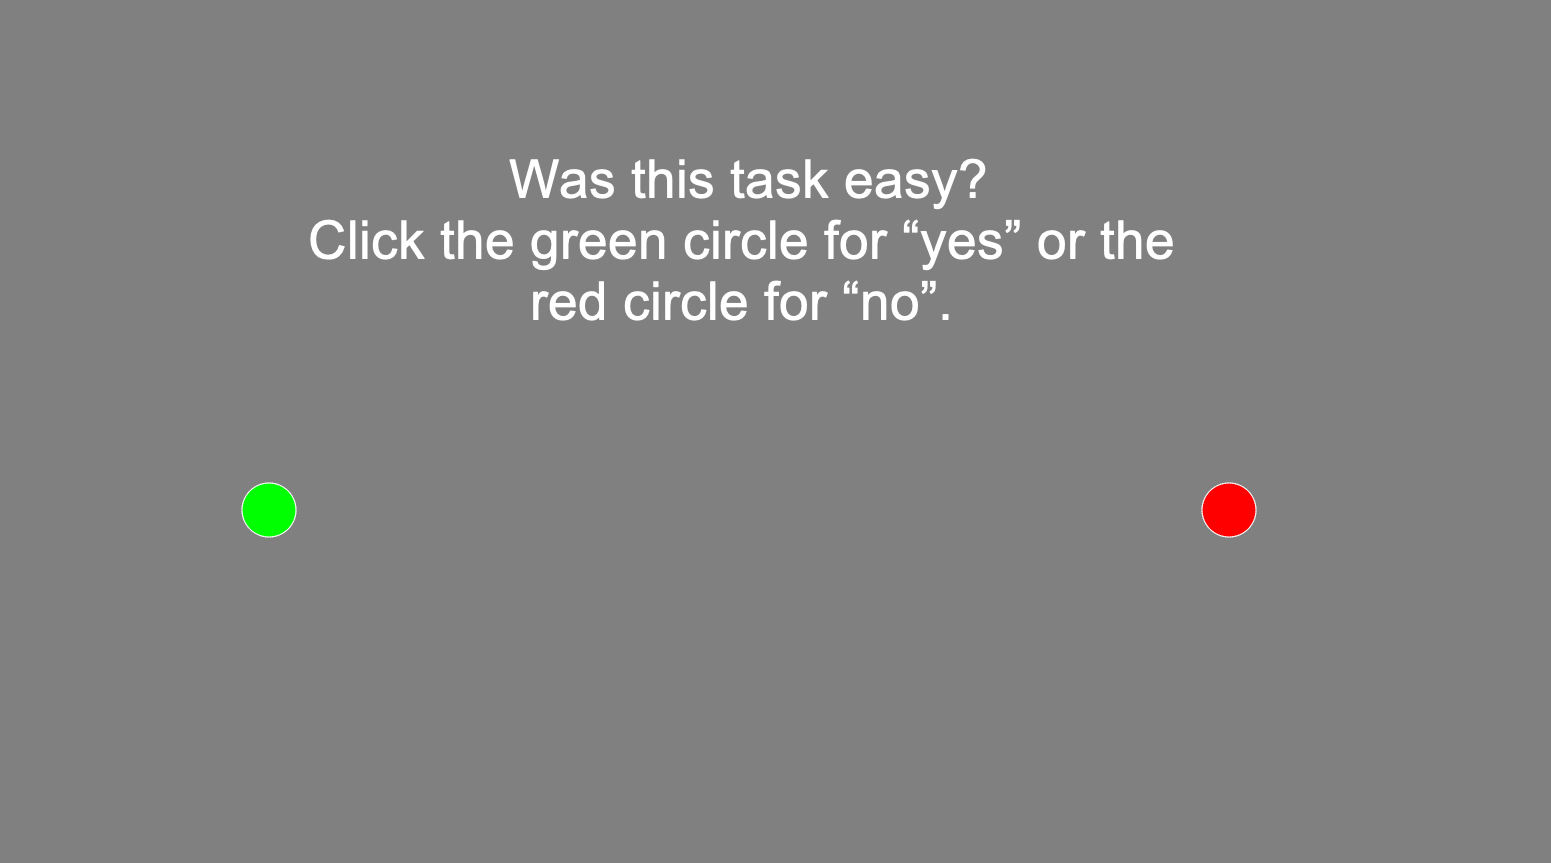 Was this task easy?
Click the green circle for “yes” or the
red circle for “no”.